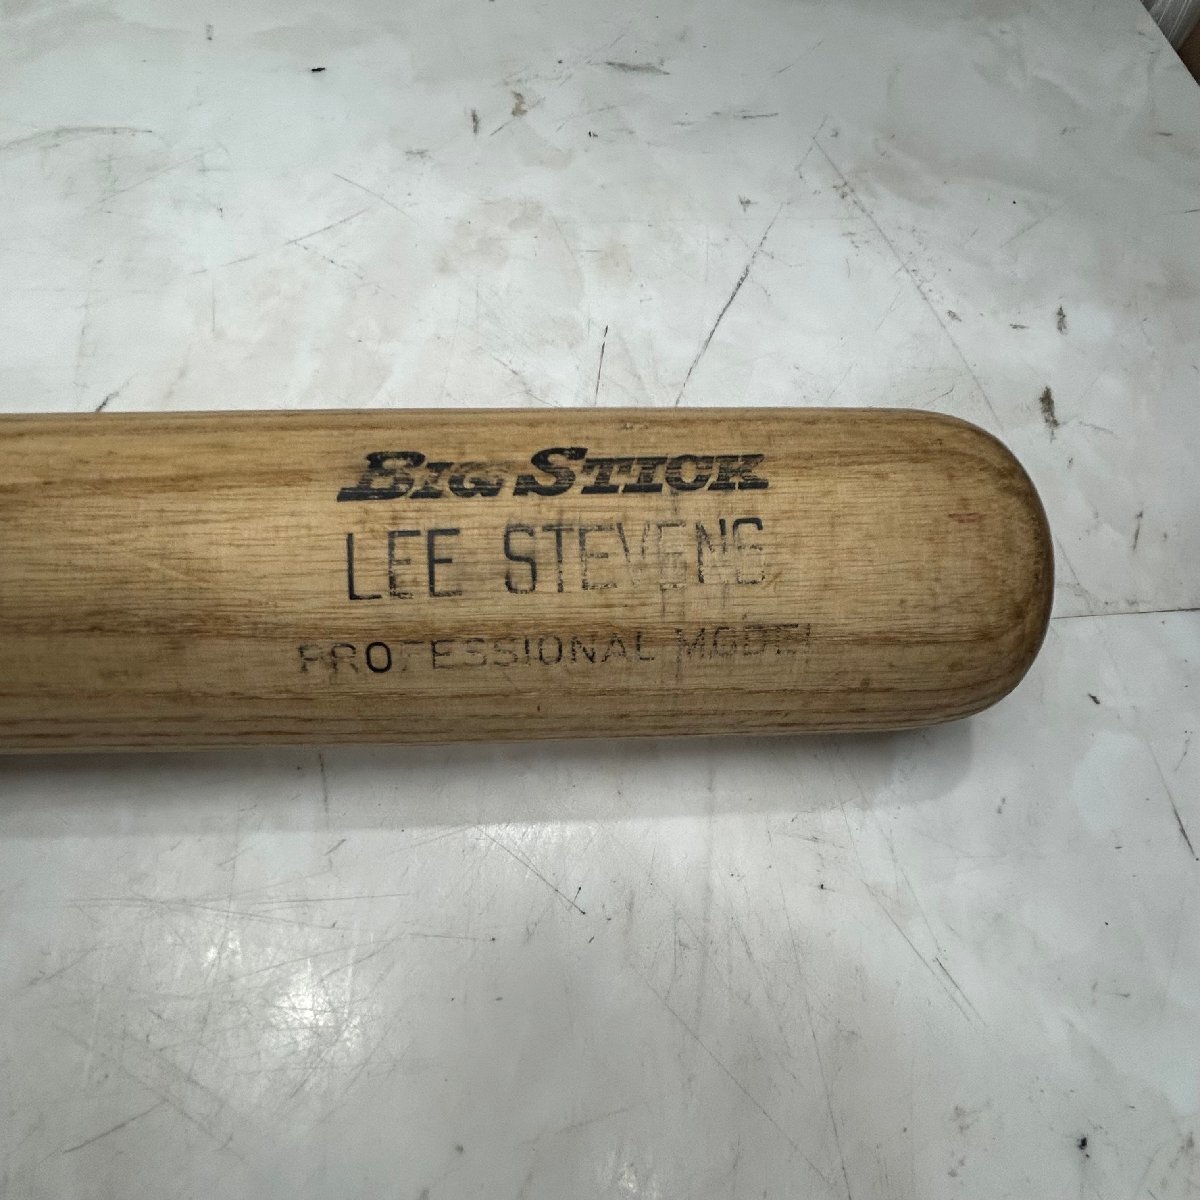 BIG STICK
LEE STEVENS
PROFESSIONAL MODEL